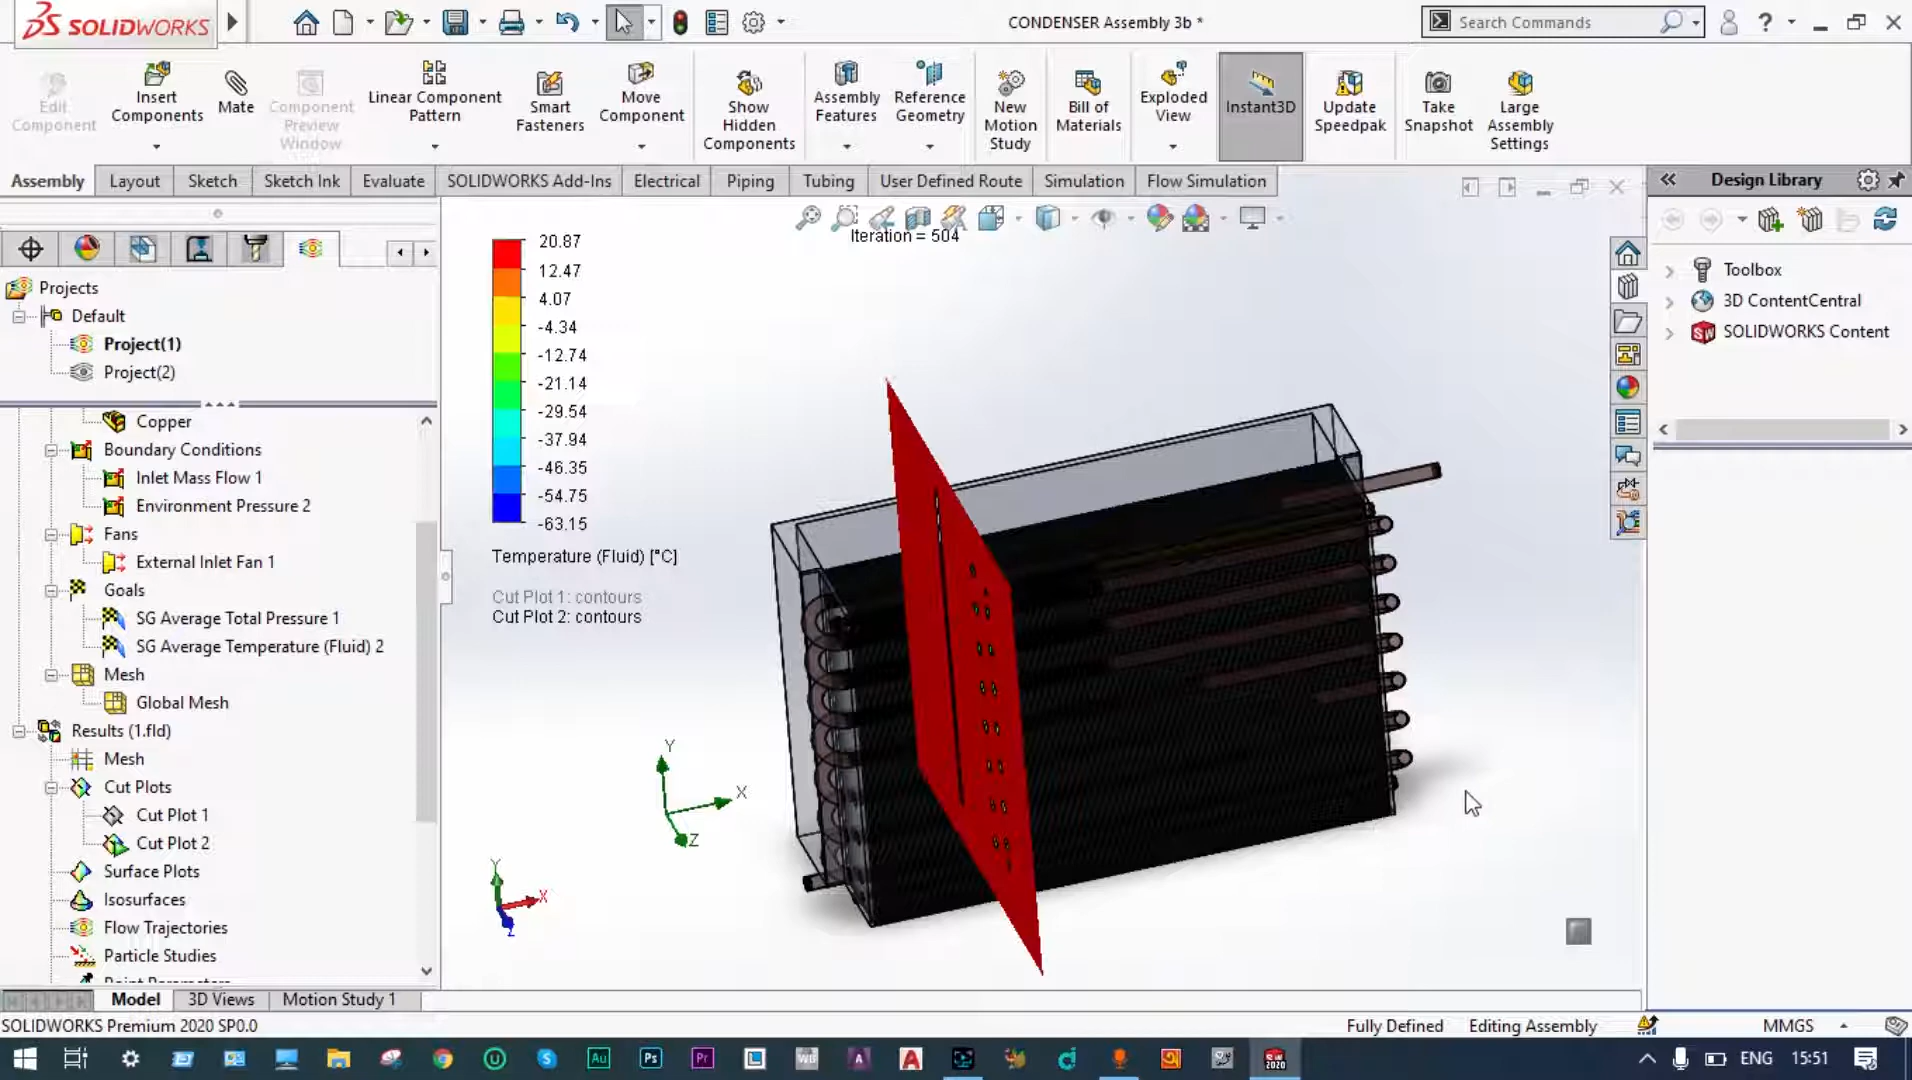 SOLIDWORKS
CONDENSER Assembly 3b *
Search Commands
Edit
Component
Insert
Components
Mate
Component
Preview
Window
Linear Component
Pattern
Smart
Fasteners
Move
Component
Show
Hidden
Components
Assembly
Features
Reference
Geometry
New
Motion
Study
Bill of
Materials
Exploded
View
Instant3D
Update
Speedpak
Take
Snapshot
Large
Assembly
Settings
Assembly
Layout
Sketch
Sketch Ink
Evaluate
SOLIDWORKS Add-Ins
Electrical
Piping
Tubing
User Defined Route
Simulation
Flow Simulation
Design Library
Toolbox
3D ContentCentral
SOLIDWORKS Content
Projects
Default
Project(1)
Project(2)
Copper
Boundary Conditions
Inlet Mass Flow 1
Environment Pressure 2
Fans
External Inlet Fan 1
Goals
SG Average Total Pressure 1
SG Average Temperature (Fluid) 2
Mesh
Global Mesh
Results (1.fld)
Mesh
Cut Plots
Cut Plot 1
Cut Plot 2
Surface Plots
Isosurfaces
Flow Trajectories
Particle Studies
Iteration = 504
20.87
12.47
4.07
-4.34
-12.74
-21.14
-29.54
-37.94
-46.35
-54.75
-63.15
Temperature (Fluid) [°C]
Cut Plot 1: contours
Cut Plot 2: contours
Y
X
Z
Y
X
Z
Model
3D Views
Motion Study 1
SOLIDWORKS Premium 2020 SP0.0
Fully Defined
Editing Assembly
MMGS
ENG
15:51